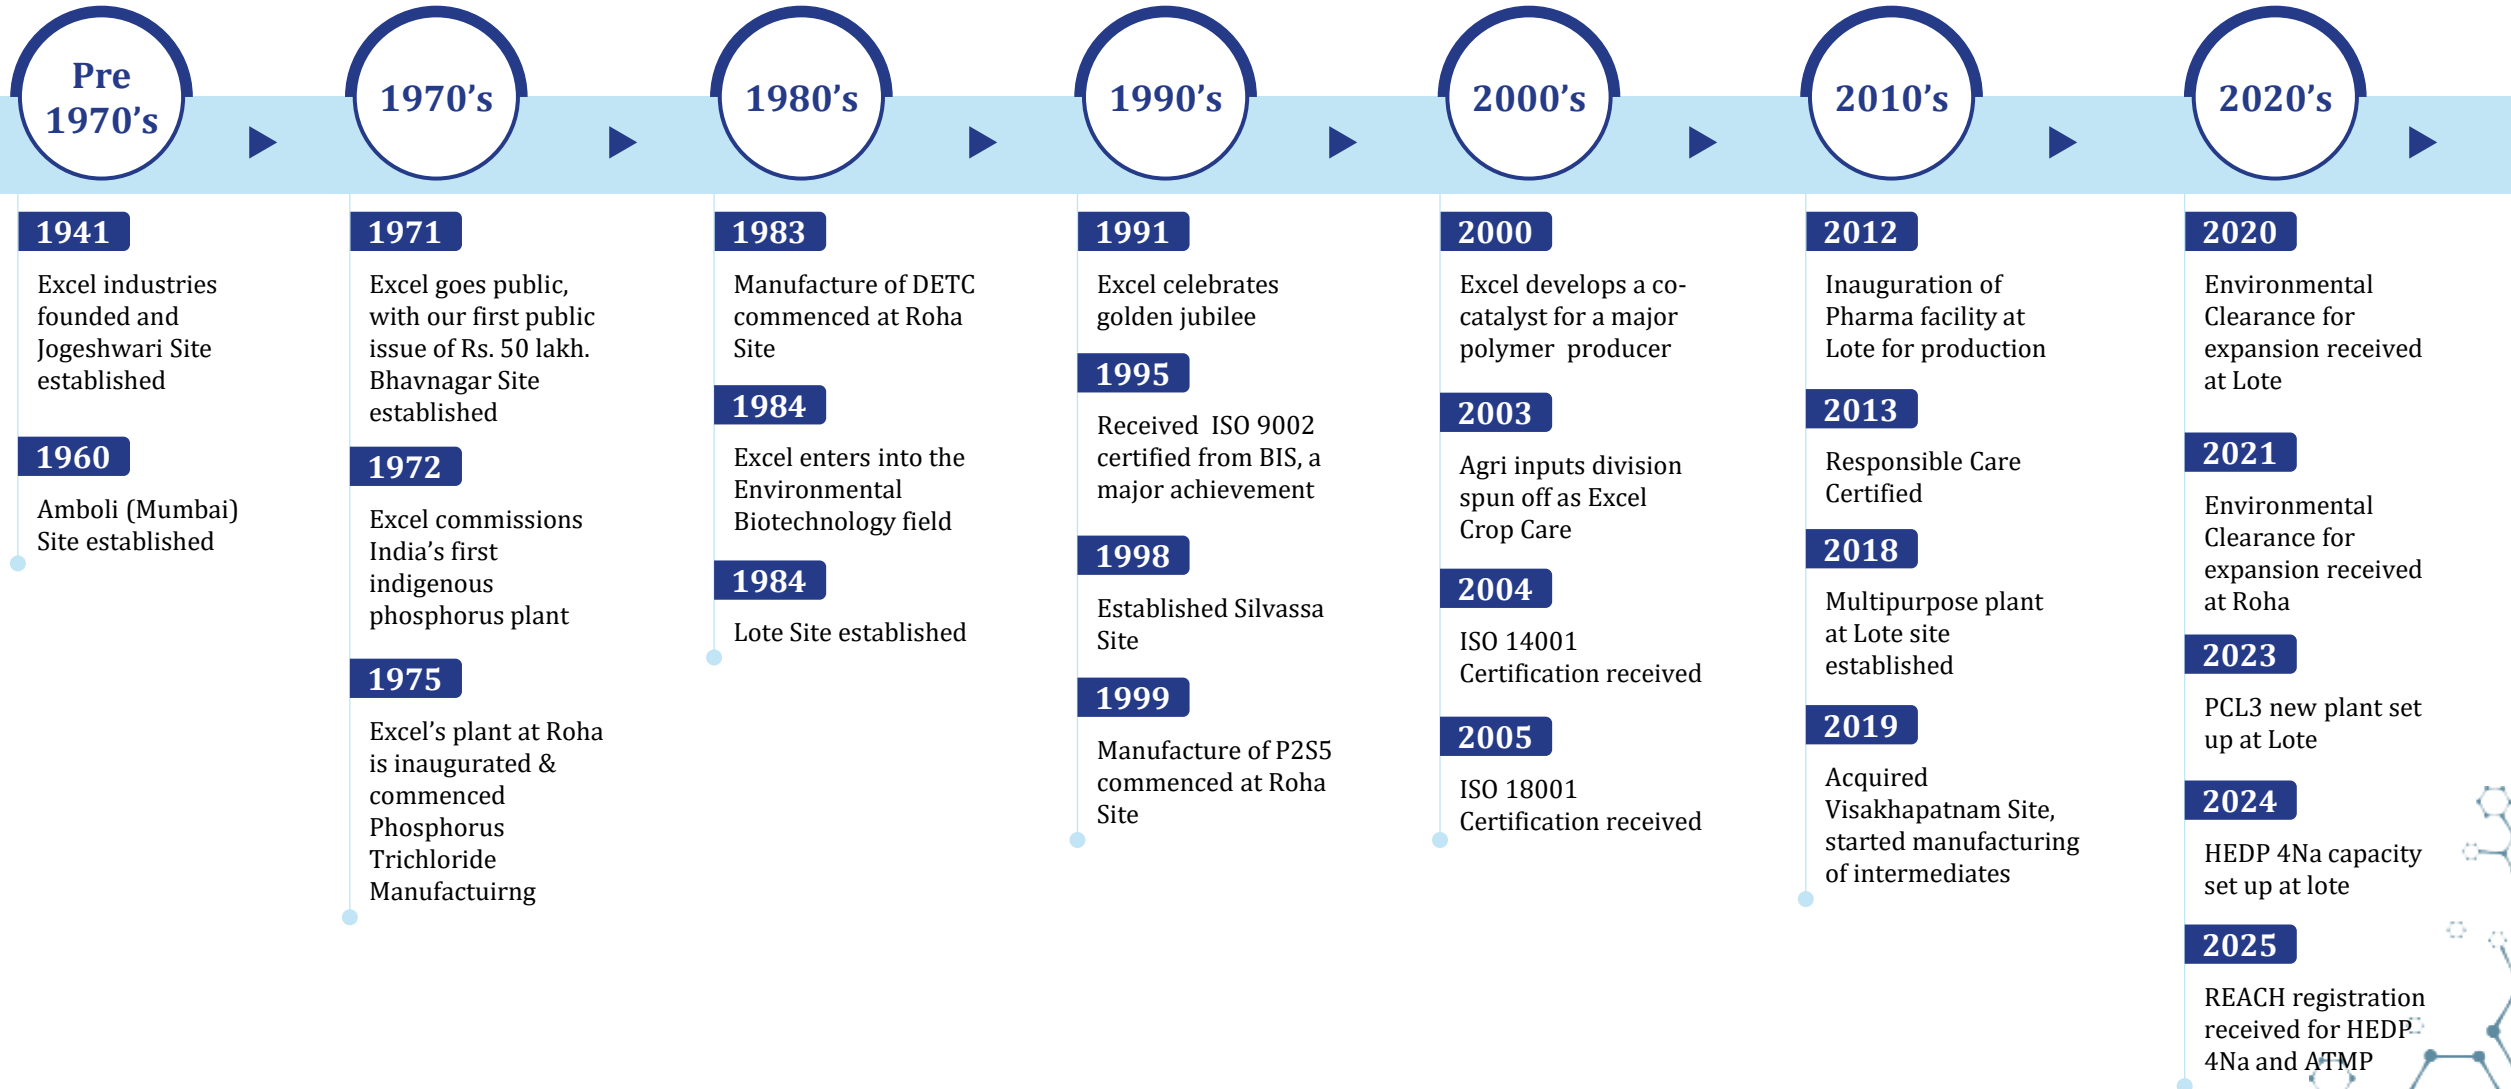 Pre
1970's
1970's
1980's
1990's
2000's
2010's
2020's
1941
Excel industries
founded and
Jogeshwari Site
established
1960
Amboli (Mumbai)
Site established
1971
Excel goes public,
with our first public
issue of Rs. 50 lakh.
Bhavnagar Site
established
1972
Excel commissions
India's first
indigenous
phosphorus plant
1975
Excel's plant at Roha
is inaugurated &
commenced
Phosphorus
Trichloride
Manufactuirng
1983
Manufacture of DETC
commenced at Roha
Site
1984
Excel enters into the
Environmental
Biotechnology field
1984
Lote Site established
1991
Excel celebrates
golden jubilee
1995
Received ISO 9002
certified from BIS, a
major achievement
1998
Established Silvassa
Site
1999
Manufacture of P2S5
commenced at Roha
Site
2000
Excel develops a co-
catalyst for a major
polymer producer
2003
Agri inputs division
spun off as Excel
Crop Care
2004
ISO 14001
Certification received
2005
ISO 18001
Certification received
2012
Inauguration of
Pharma facility at
Lote for production
2013
Responsible Care
Certified
2018
Multipurpose plant
at Lote site
established
2019
Acquired
Visakhapatnam Site,
started manufacturing
of intermediates
2020
Environmental
Clearance for
expansion received
at Lote
2021
Environmental
Clearance for
expansion received
at Roha
2023
PCL3 new plant set
up at Lote
2024
HEDP 4Na capacity
set up at lote
2025
REACH registration
received for HEDP
4Na and ATMP